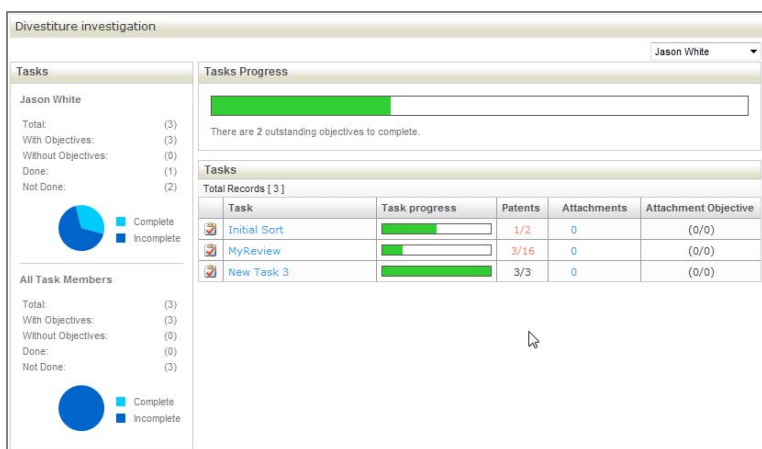 Divestiture investigation
Jason White
Tasks
Jason White
Total: (3)
With Objectives: (3)
Without Objectives: (0)
Done: (1)
Not Done: (2)
Complete
Incomplete
All Task Members
Total: (3)
With Objectives: (3)
Without Objectives: (0)
Done: (0)
Not Done: (3)
Complete
Incomplete
Tasks Progress
There are 2 outstanding objectives to complete.
Tasks
Total Records [ 3 ]
Task Task progress Patents Attachments Attachment Objective
Initial Sort 1/2 0 (0/0)
MyReview 3/16 0 (0/0)
New Task 3 3/3 0 (0/0)